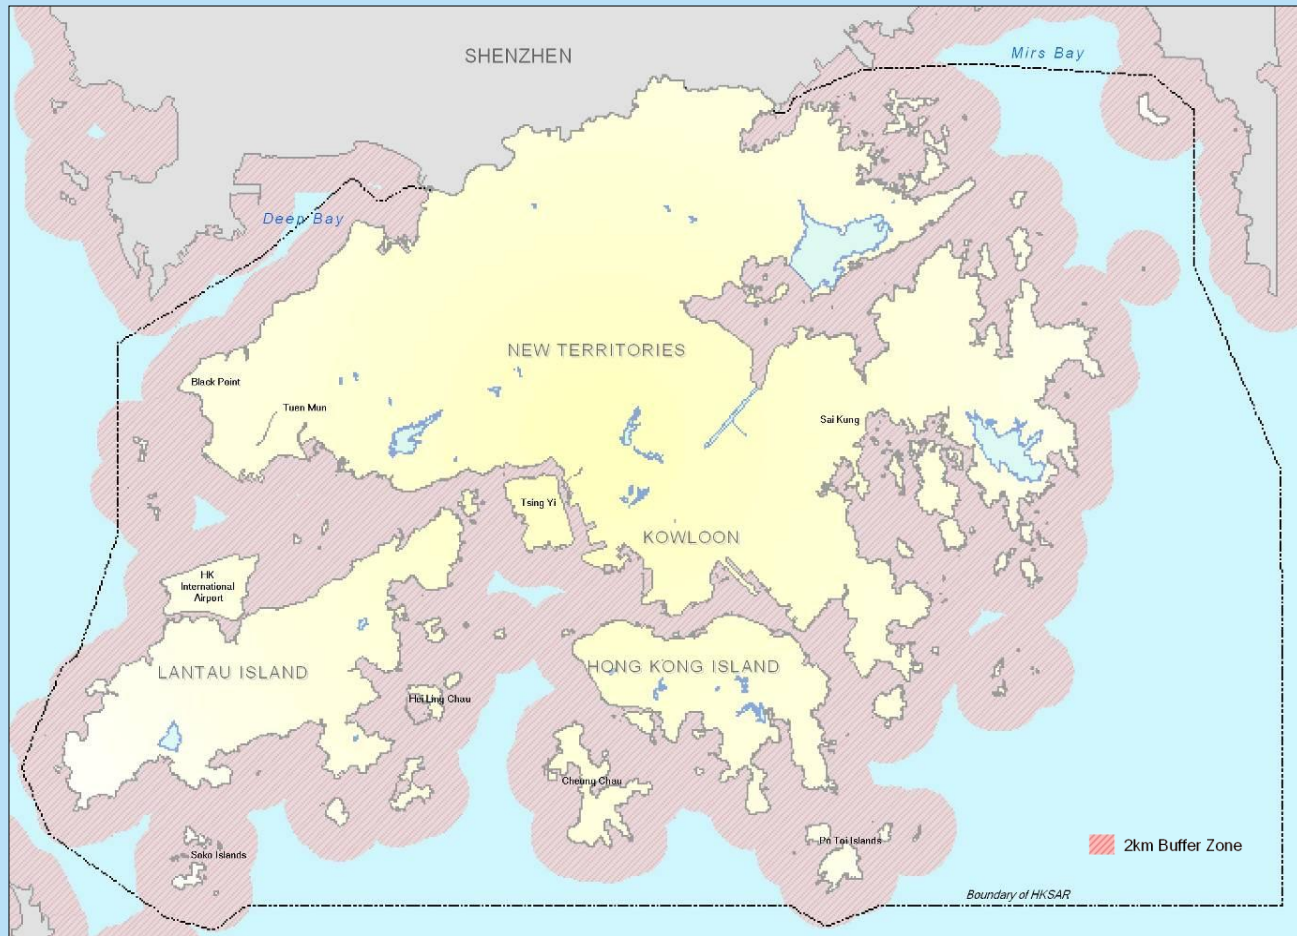 SHENZHEN
Mirs Bay
Deep Bay
NEW TERRITORIES
Black Point
Tuen Mun
Sai Kung
Tsing Yi
KOWLOON
HK
International
Airport
LANTAU ISLAND
HONG KONG ISLAND
Hei Ling Chau
Cheung Chau
Po Toi Islands
Soko Islands
2km Buffer Zone
Boundary of HKSAR